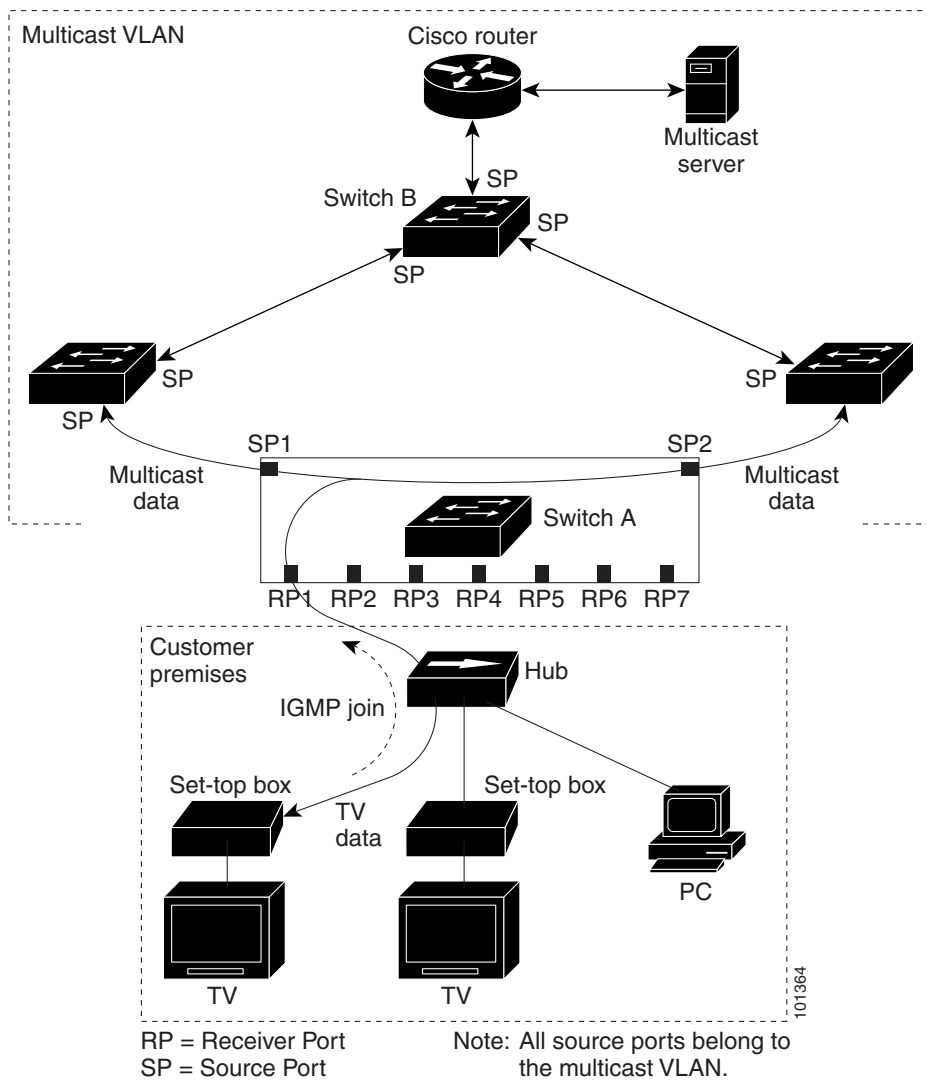 Multicast VLAN
Cisco router
Multicast
server
SP
Switch B
SP
SP
SP
SP
SP
SP1
SP2
Multicast
data
Multicast
data
Switch A
RP1 RP2 RP3 RP4 RP5 RP6 RP7
Customer
premises
Hub
IGMP join
Set-top box
Set-top box
TV
data
PC
TV
TV
101364
RP = Receiver Port
SP = Source Port
Note: All source ports belong to
the multicast VLAN.